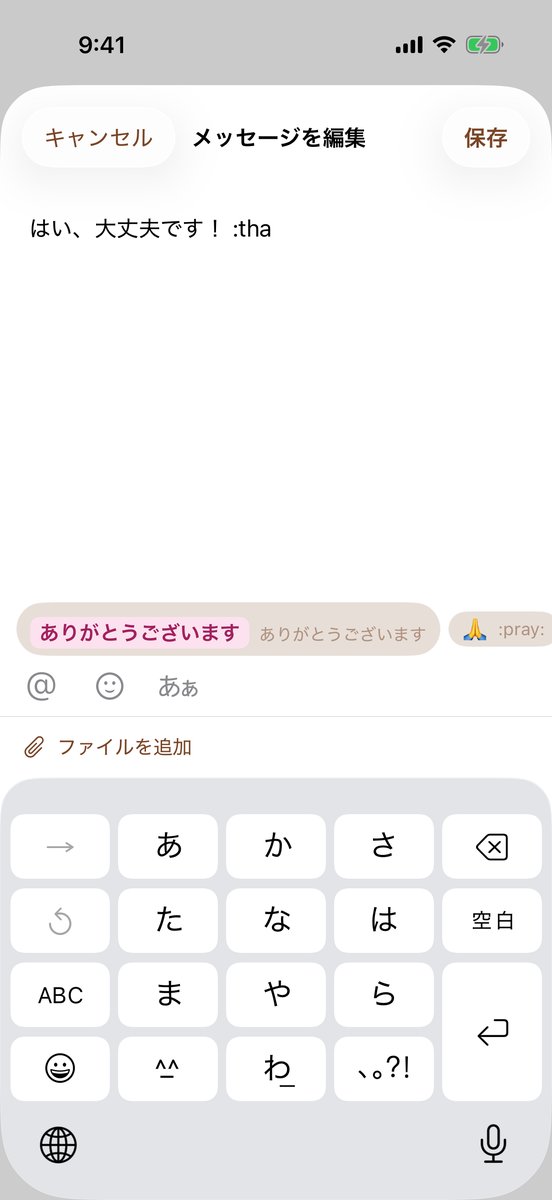 9:41
キャンセル メッセージを編集 保存
はい、大丈夫です! :tha
ありがとうございます ありがとうございます 🙏 :pray:
@ あぁ
ファイルを追加
→ あ か さ
た な は 空白
ABC ま や ら
^^ わ 、。?!